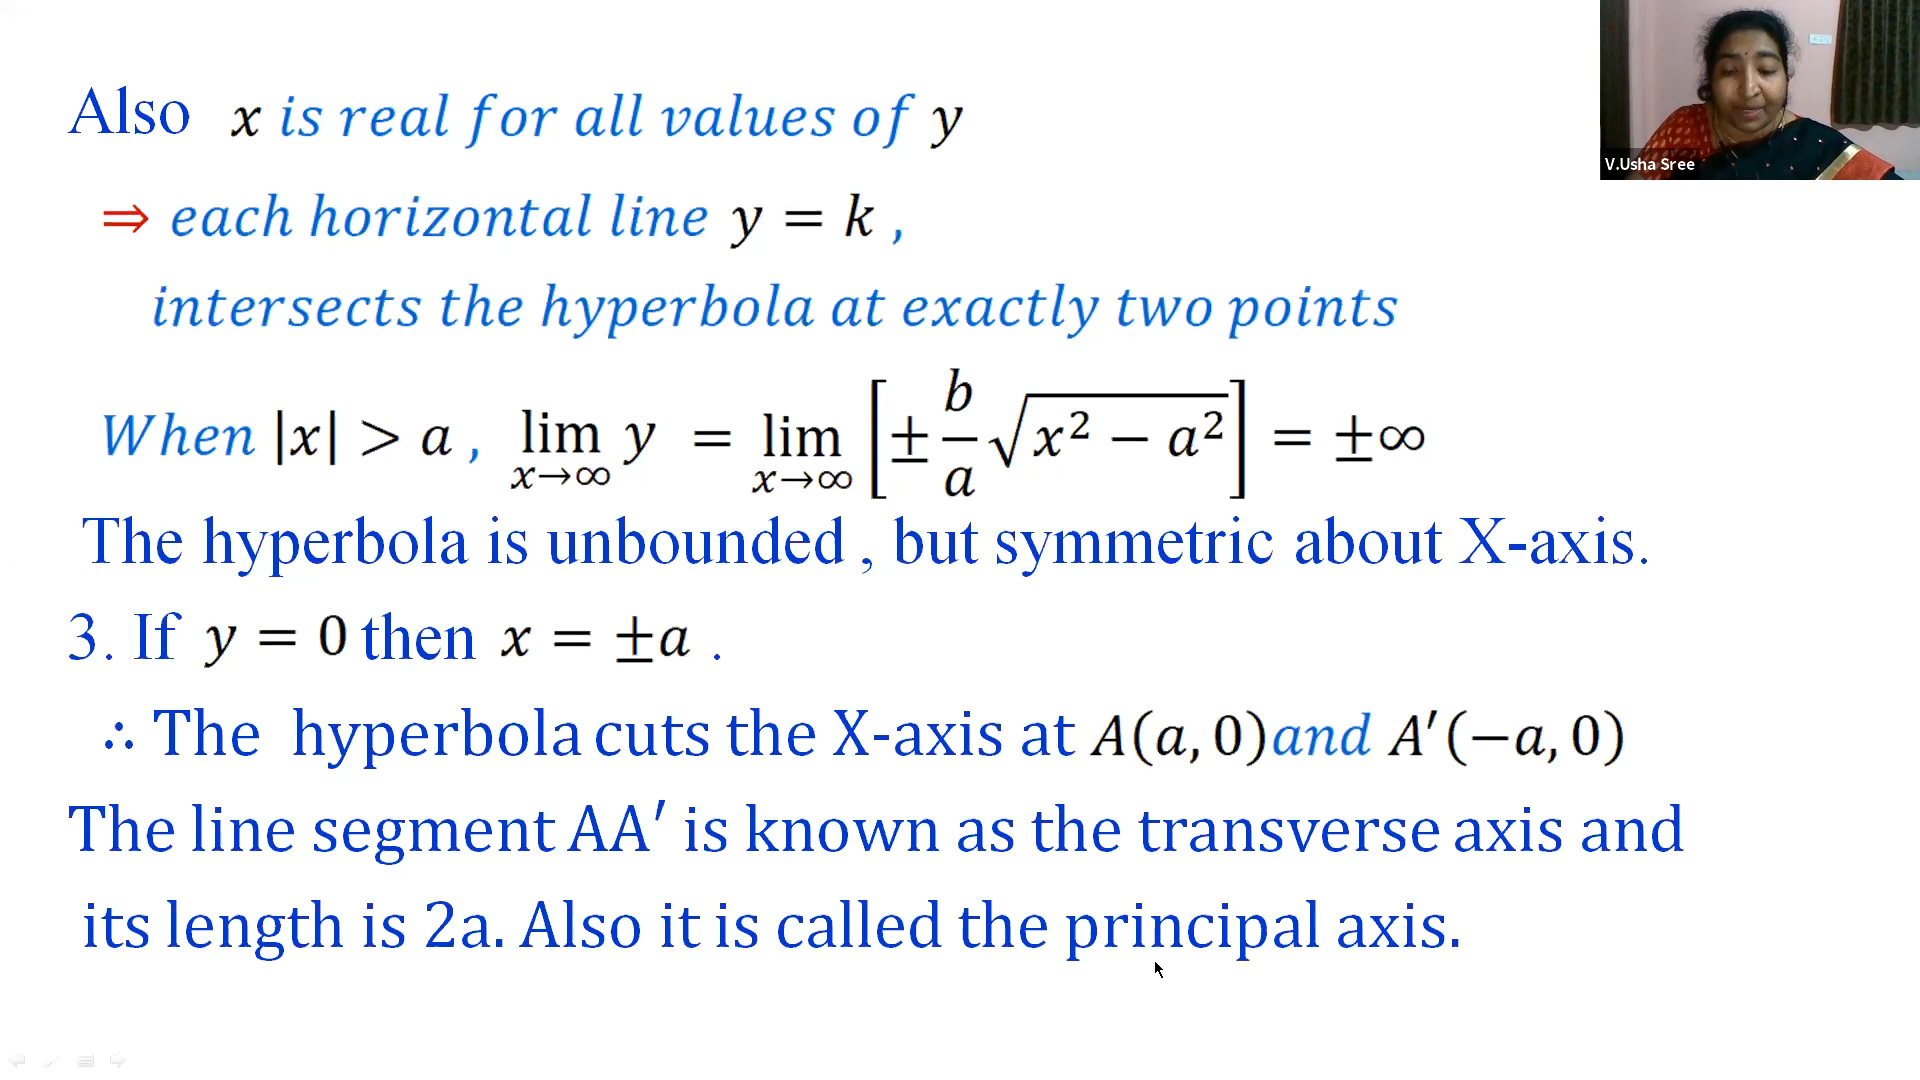 Also x is real for all values of y
⇒ each horizontal line y = k ,
intersects the hyperbola at exactly two points
When |x| > a , lim x→∞ y = lim x→∞ [± b/a √(x² − a²)] = ±∞
The hyperbola is unbounded , but symmetric about X-axis.
3. If y = 0 then x = ±a .
∴ The hyperbola cuts the X-axis at A(a, 0)and A′(−a, 0)
The line segment AA′ is known as the transverse axis and
its length is 2a. Also it is called the principal axis.
V.Usha Sree